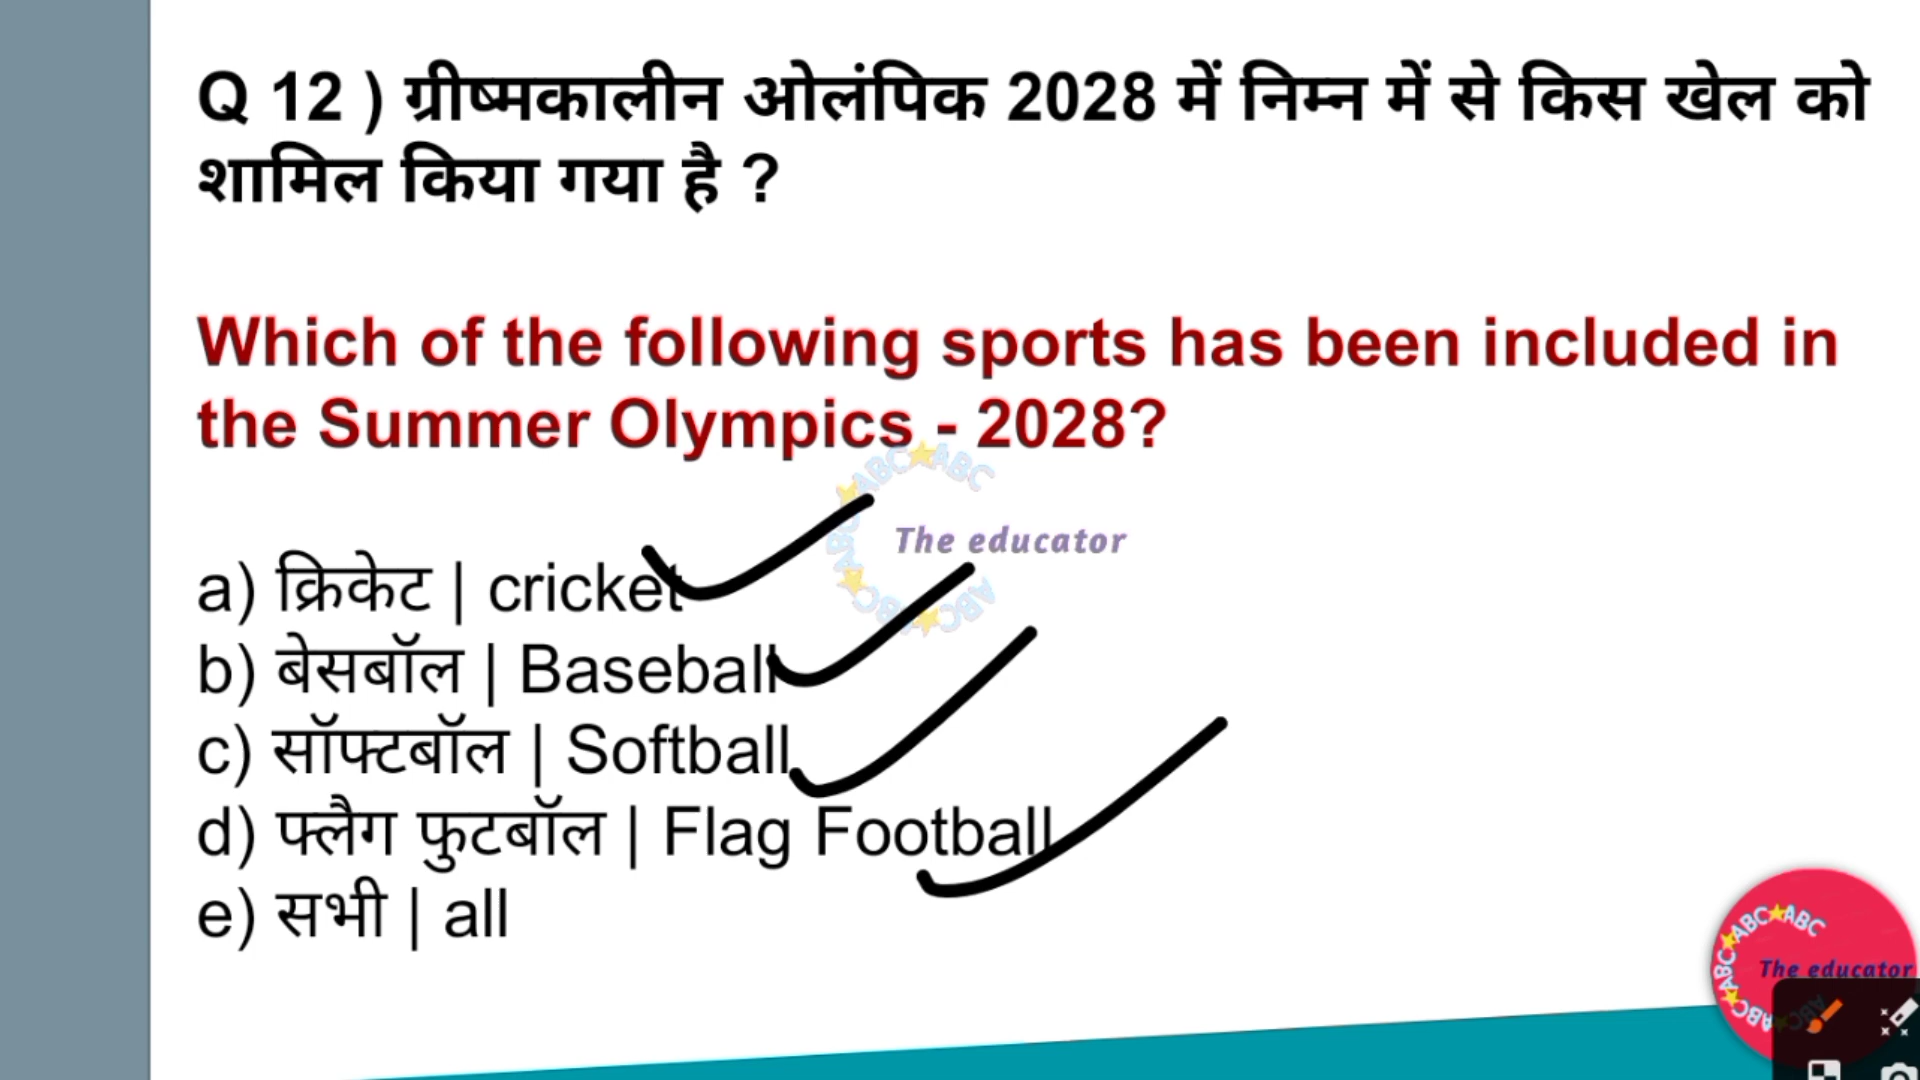 Q 12 ) ग्रीष्मकालीन ओलंपिक 2028 में निम्न में से किस खेल को
शामिल किया गया है ?
Which of the following sports has been included in
the Summer Olympics - 2028?
ABC★ABC
The educator
a) क्रिकेट | cricket
b) बेसबॉल | Baseball
c) सॉफ्टबॉल | Softball
d) फ्लैग फुटबॉल | Flag Football
e) सभी | all
ABC★ABC
The educator